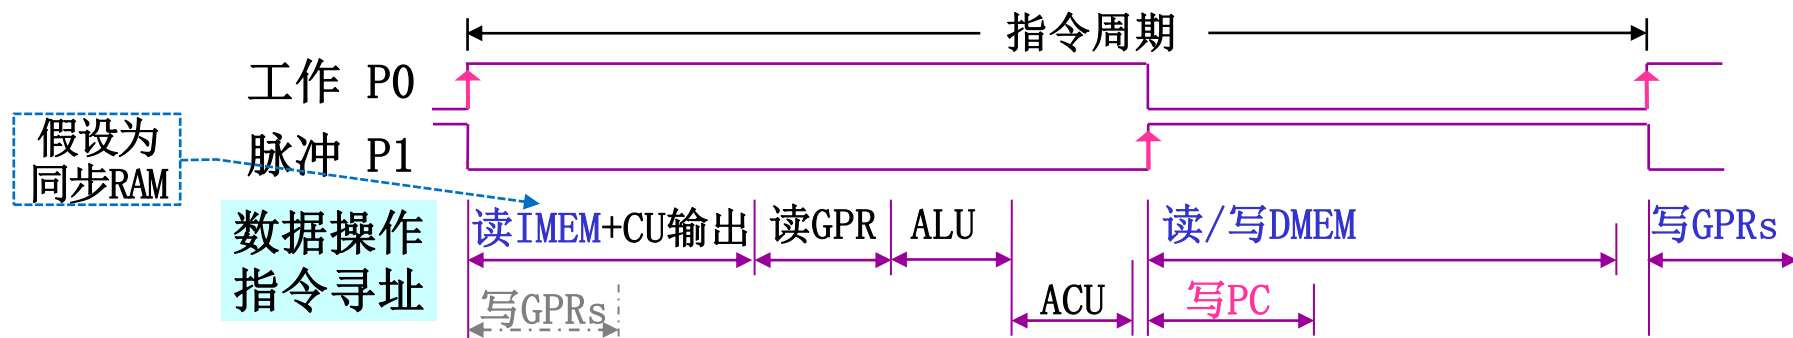 指令周期
工作 P0
假设为
同步RAM
脉冲 P1
数据操作
读IMEM+CU输出
读GPR
ALU
读/写DMEM
写GPRs
指令寻址
写GPRs
ACU
写PC